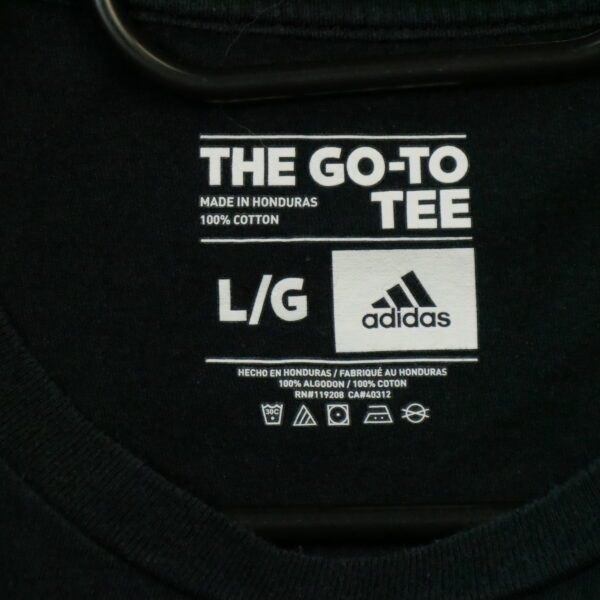 THE GO-TO
TEE
MADE IN HONDURAS
100% COTTON
L/G
adidas
HECHO EN HONDURAS / FABRIQUÉ AU HONDURAS
100% ALGODON / 100% COTON
RN#119208 CA#40312
30C